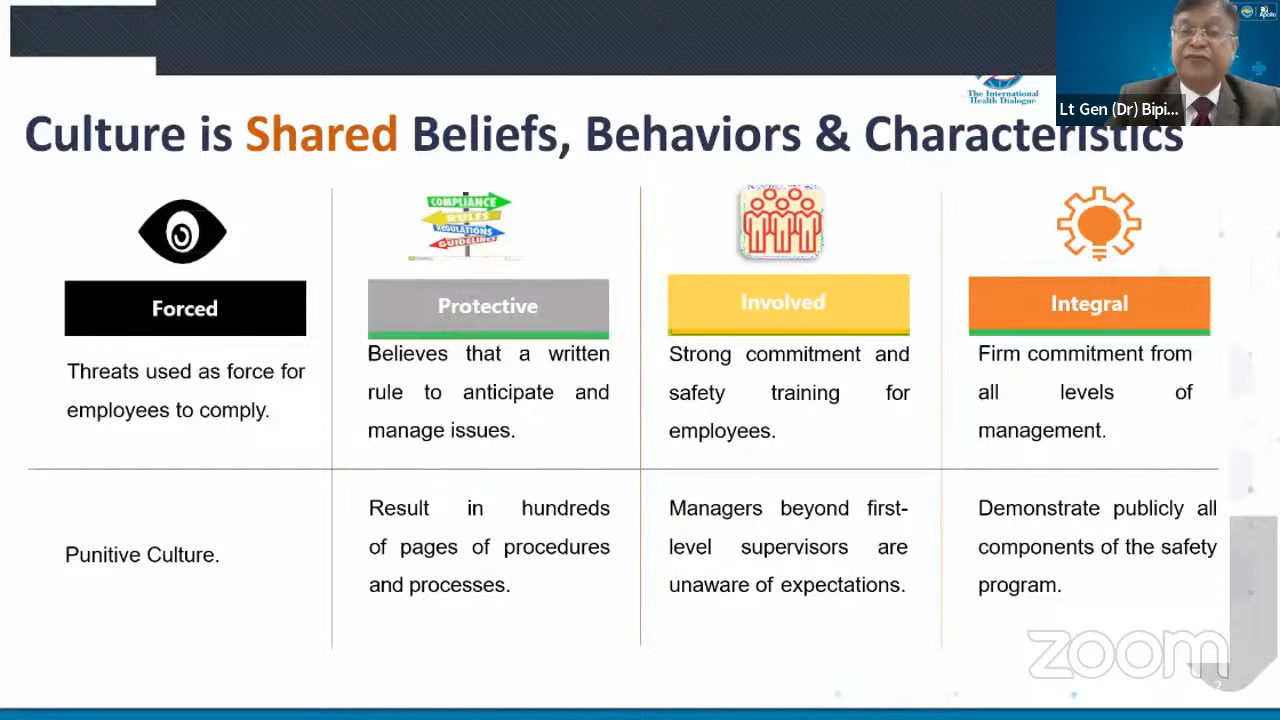 Apollo
The International
Health Dialogue
Lt Gen (Dr) Bipi...
Culture is Shared Beliefs, Behaviors & Characteristics
COMPLIANCE
RULES
REGULATIONS
GUIDELINES
Forced
Protective
Involved
Integral
Threats used as force for
employees to comply.
Believes that a written
rule to anticipate and
manage issues.
Strong commitment and
safety training for
employees.
Firm commitment from
all levels of
management.
Punitive Culture.
Result in hundreds
of pages of procedures
and processes.
Managers beyond first-
level supervisors are
unaware of expectations.
Demonstrate publicly all
components of the safety
program.
zoom
2